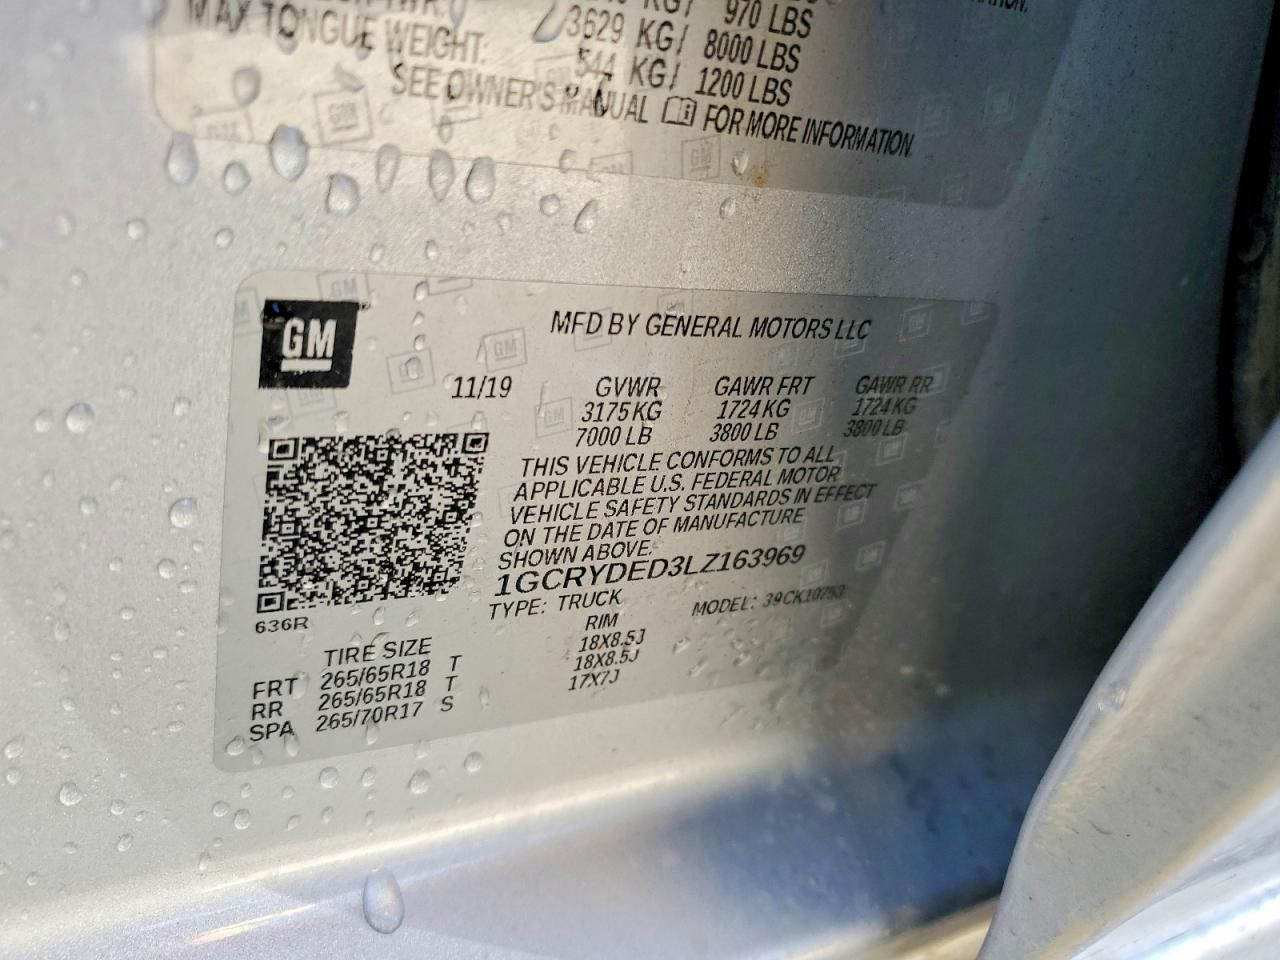 970 LBS
3629 KG/ 8000 LBS
MAX TONGUE WEIGHT: 544 KG/ 1200 LBS
SEE OWNER'S MANUAL FOR MORE INFORMATION.
GM
MFD BY GENERAL MOTORS LLC
11/19 GVWR GAWR FRT GAWR RR
3175 KG 1724 KG 1724 KG
7000 LB 3800 LB 3800 LB
THIS VEHICLE CONFORMS TO ALL
APPLICABLE U.S. FEDERAL MOTOR
VEHICLE SAFETY STANDARDS IN EFFECT
ON THE DATE OF MANUFACTURE
SHOWN ABOVE.
1GCRYDED3LZ163969
TYPE: TRUCK MODEL: 39CK10753
636R
TIRE SIZE RIM
FRT 265/65R18 T 18X8.5J
RR 265/65R18 T 18X8.5J
SPA 265/70R17 S 17X7J